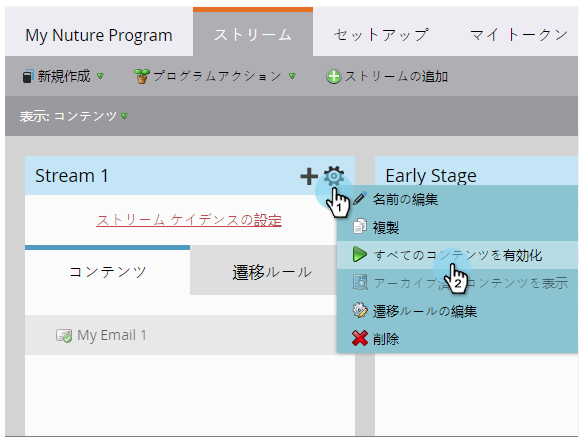 My Nuture Program ストリーム セットアップ マイ トークン
新規作成 プログラムアクション ストリームの追加
表示: コンテンツ
Stream 1 Early Stage
1
名前の編集
ストリーム ケイデンスの設定
複製
すべてのコンテンツを有効化
2
コンテンツ 遷移ルール
アーカイブ済みコンテンツを表示
遷移ルールの編集
My Email 1
削除